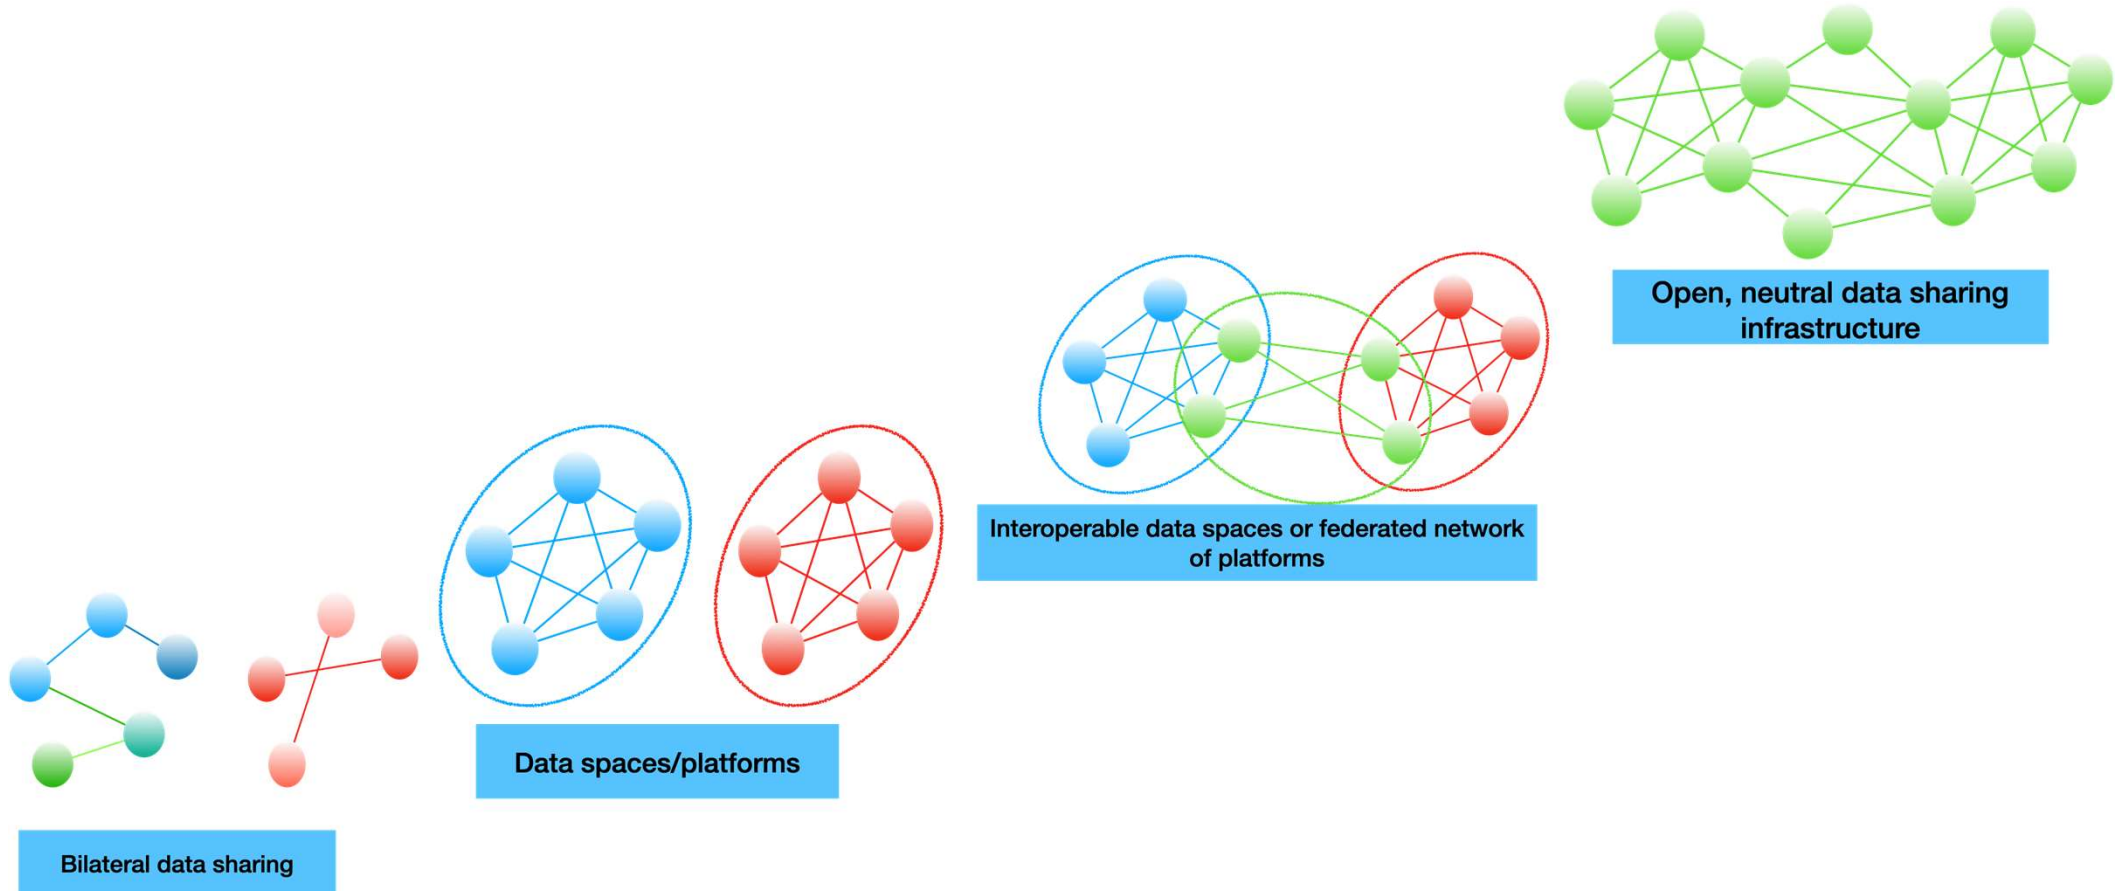 Open, neutral data sharing
infrastructure
Interoperable data spaces or federated network
of platforms
Data spaces/platforms
Bilateral data sharing